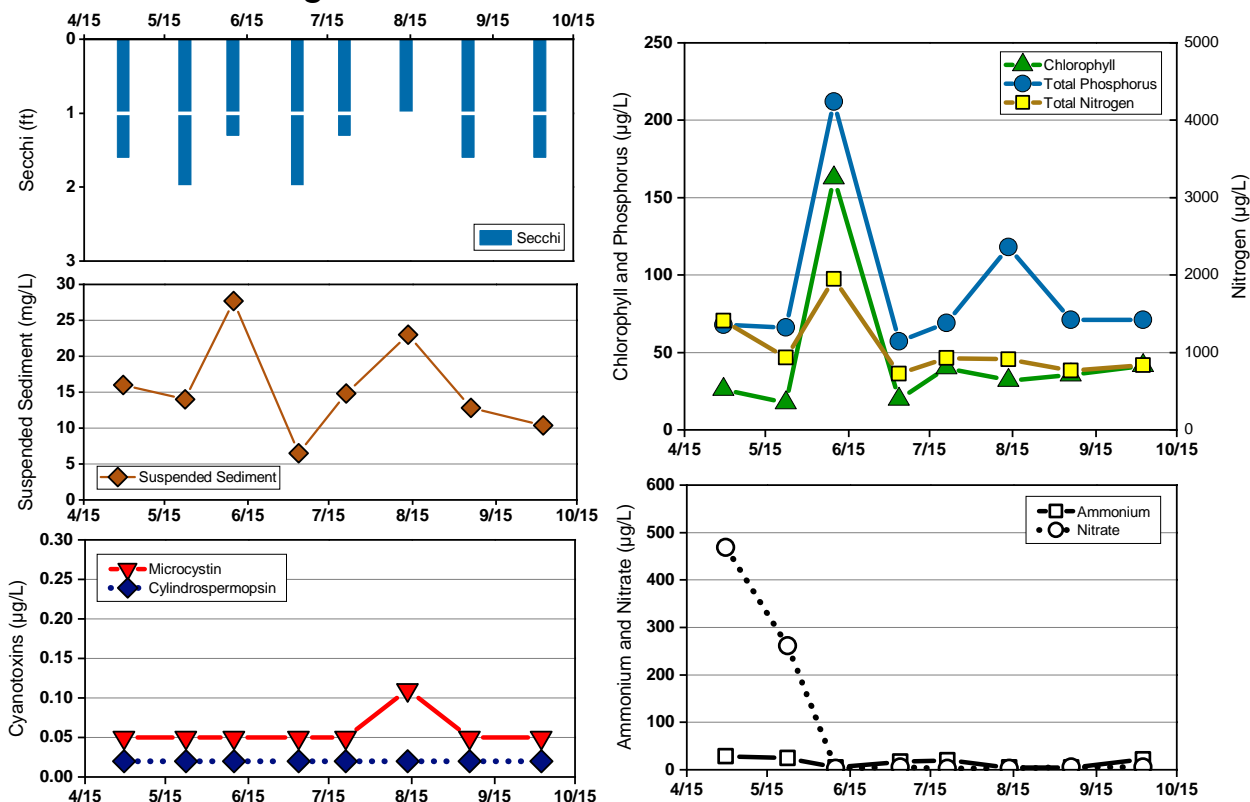 4/15 5/15 6/15 7/15 8/15 9/15 10/15
0
1
2
3
Secchi (ft)
Secchi
30
25
20
15
10
5
0
Suspended Sediment (mg/L)
Suspended Sediment
4/15 5/15 6/15 7/15 8/15 9/15 10/15
0.30
0.25
0.20
0.15
0.10
0.05
0.00
Cyanotoxins (µg/L)
Microcystin
Cylindrospermopsin
4/15 5/15 6/15 7/15 8/15 9/15 10/15
250
200
150
100
50
0
Chlorophyll and Phosphorus (µg/L)
Chlorophyll
Total Phosphorus
Total Nitrogen
5000
4000
3000
2000
1000
0
Nitrogen (µg/L)
4/15 5/15 6/15 7/15 8/15 9/15 10/15
600
500
400
300
200
100
0
Ammonium and Nitrate (µg/L)
Ammonium
Nitrate
4/15 5/15 6/15 7/15 8/15 9/15 10/15